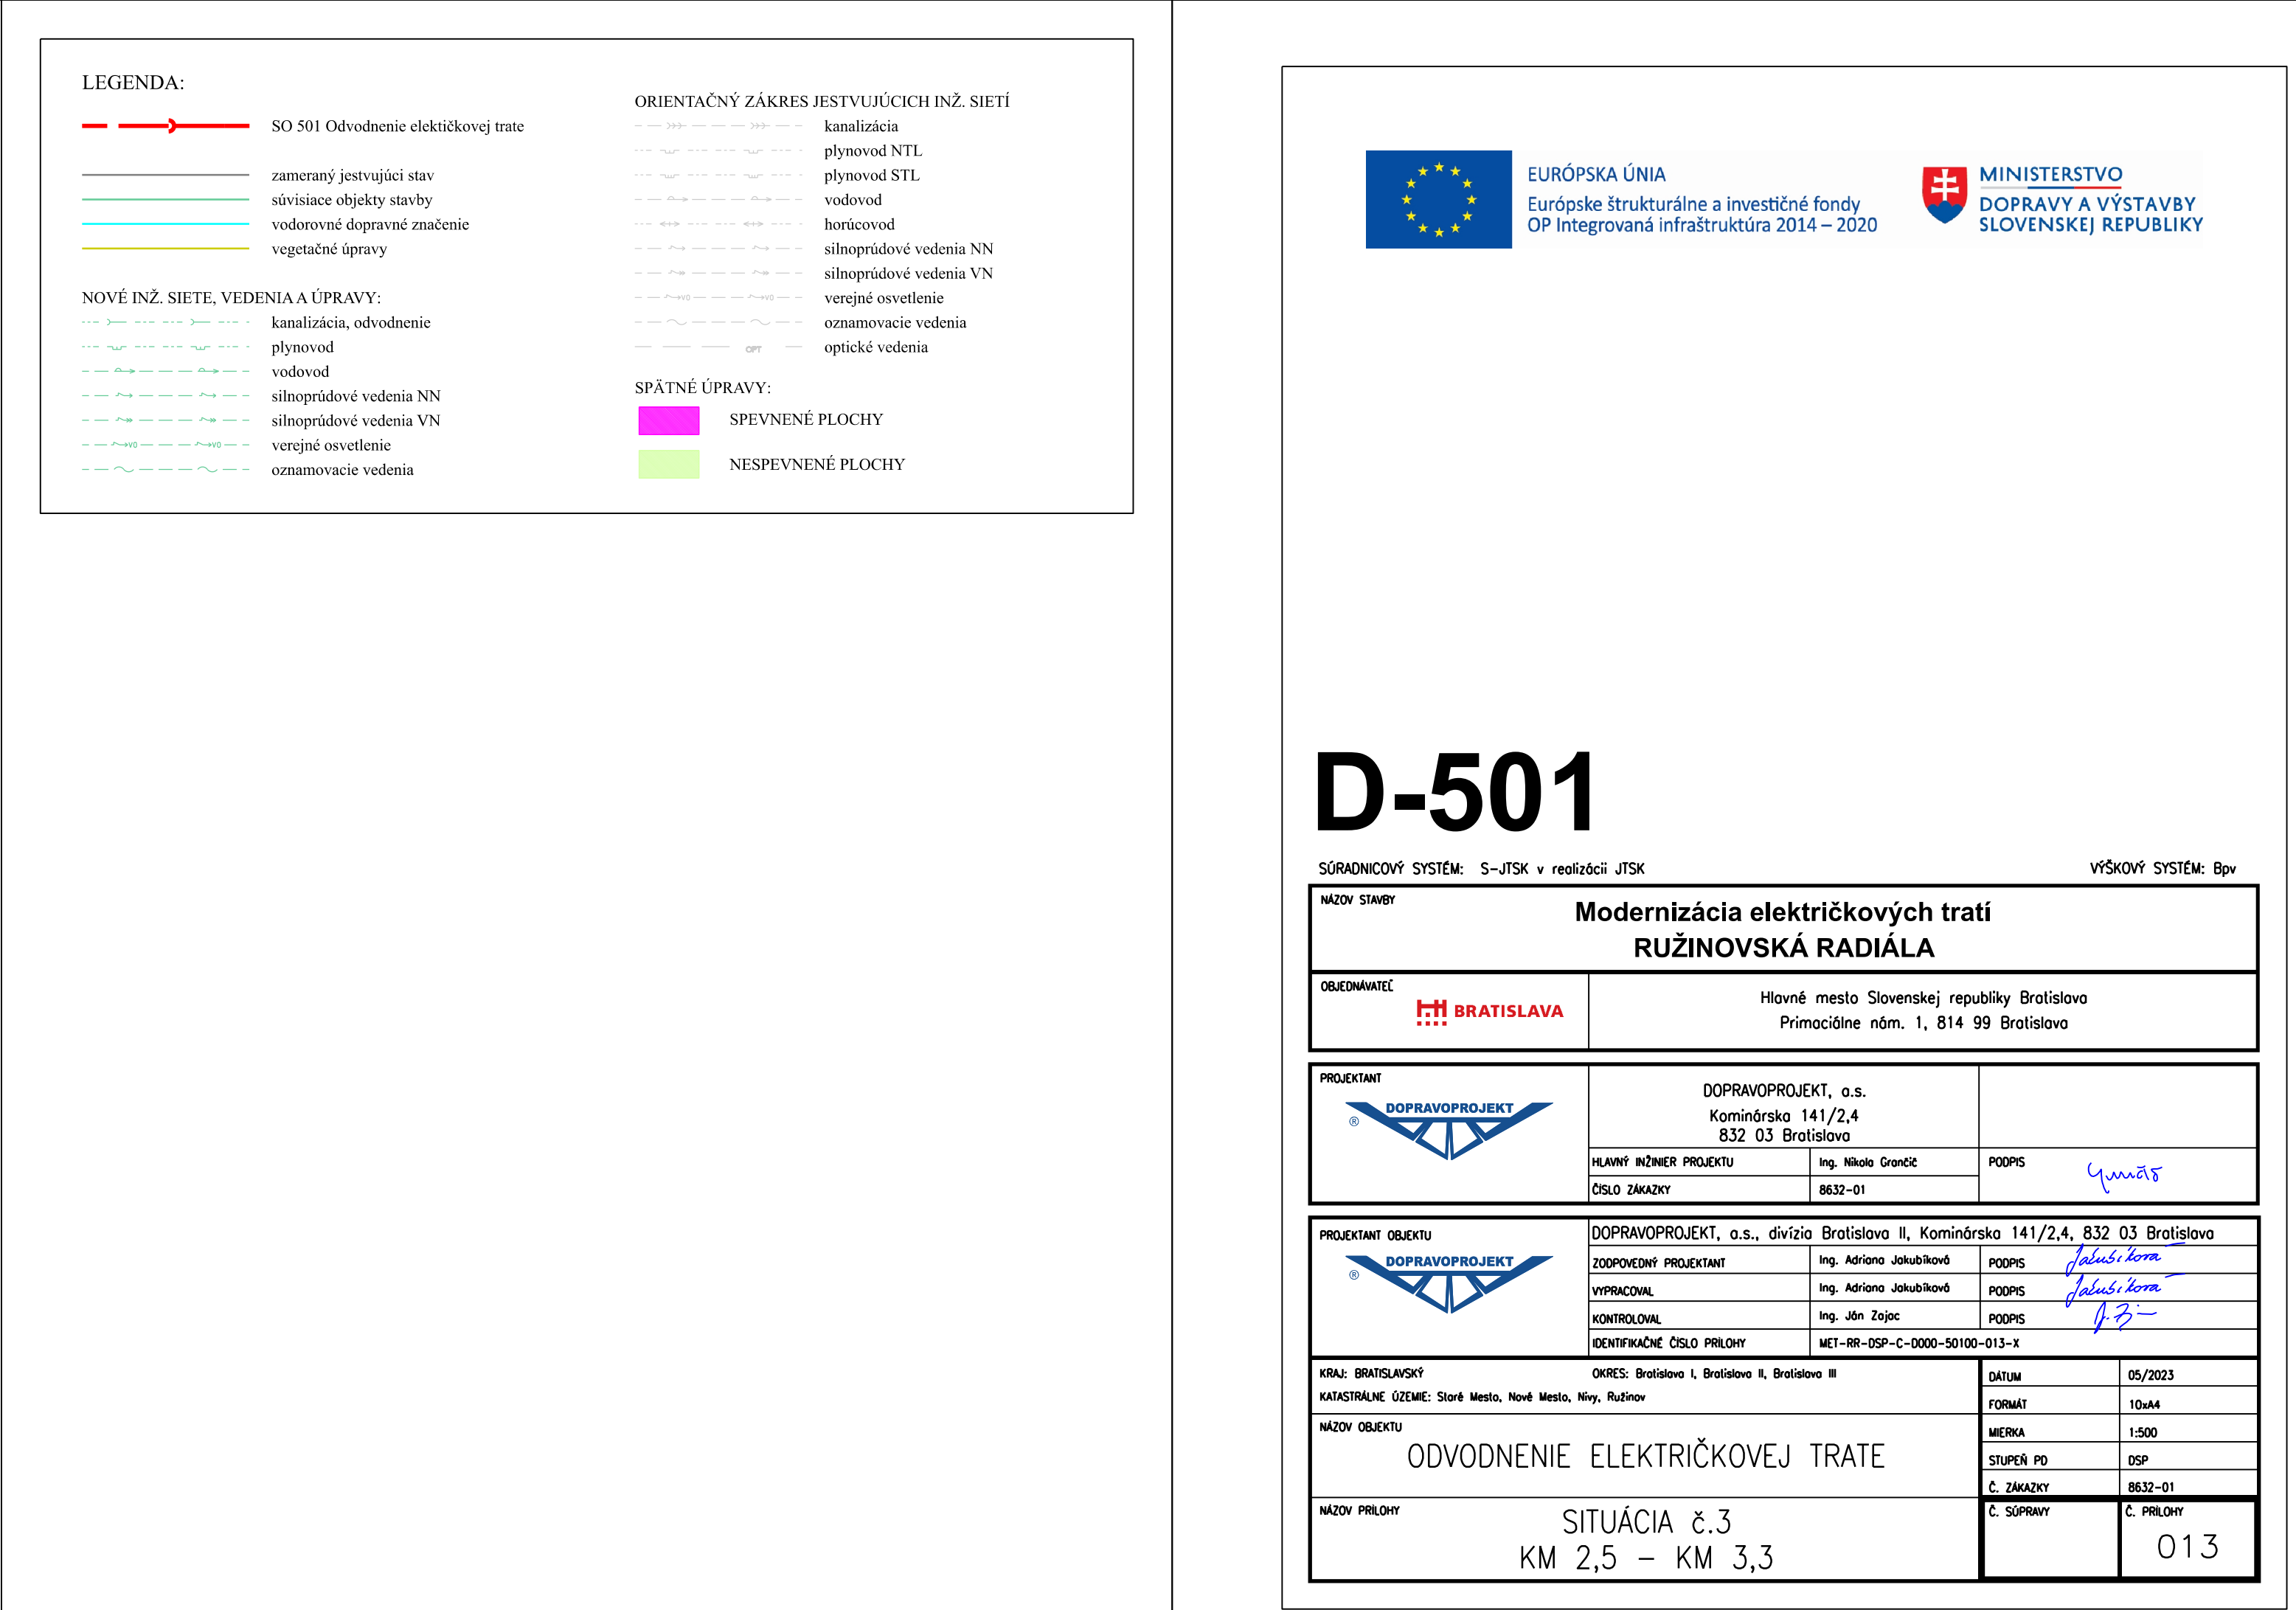 LEGENDA:
SO 501 Odvodnenie elektičkovej trate
zameraný jestvujúci stav
súvisiace objekty stavby
vodorovné dopravné značenie
vegetačné úpravy
NOVÉ INŽ. SIETE, VEDENIA A ÚPRAVY:
kanalizácia, odvodnenie
plynovod
vodovod
silnoprúdové vedenia NN
silnoprúdové vedenia VN
VO VO verejné osvetlenie
oznamovacie vedenia
ORIENTAČNÝ ZÁKRES JESTVUJÚCICH INŽ. SIETÍ
kanalizácia
plynovod NTL
plynovod STL
vodovod
horúcovod
silnoprúdové vedenia NN
silnoprúdové vedenia VN
VO VO verejné osvetlenie
oznamovacie vedenia
OPT optické vedenia
SPÄTNÉ ÚPRAVY:
SPEVNENÉ PLOCHY
NESPEVNENÉ PLOCHY
EURÓPSKA ÚNIA
Európske štrukturálne a investičné fondy
OP Integrovaná infraštruktúra 2014 – 2020
MINISTERSTVO
DOPRAVY A VÝSTAVBY
SLOVENSKEJ REPUBLIKY
D-501
SÚRADNICOVÝ SYSTÉM: S-JTSK v realizácii JTSK
VÝŠKOVÝ SYSTÉM: Bpv
NÁZOV STAVBY
Modernizácia električkových tratí
RUŽINOVSKÁ RADIÁLA
OBJEDNÁVATEĽ
BRATISLAVA
Hlavné mesto Slovenskej republiky Bratislava
Primaciálne nám. 1, 814 99 Bratislava
PROJEKTANT
DOPRAVOPROJEKT
®
DOPRAVOPROJEKT, a.s.
Kominárska 141/2,4
832 03 Bratislava
HLAVNÝ INŽINIER PROJEKTU Ing. Nikola Grančič PODPIS
ČÍSLO ZÁKAZKY 8632-01
PROJEKTANT OBJEKTU
DOPRAVOPROJEKT
®
DOPRAVOPROJEKT, a.s., divízia Bratislava II, Kominárska 141/2,4, 832 03 Bratislava
ZODPOVEDNÝ PROJEKTANT Ing. Adriana Jakubíková PODPIS Jakubíková
VYPRACOVAL Ing. Adriana Jakubíková PODPIS Jakubíková
KONTROLOVAL Ing. Ján Zajac PODPIS
IDENTIFIKAČNÉ ČÍSLO PRÍLOHY MET-RR-DSP-C-D000-50100-013-X
KRAJ: BRATISLAVSKÝ OKRES: Bratislava I, Bratislava II, Bratislava III
KATASTRÁLNE ÚZEMIE: Staré Mesto, Nové Mesto, Nivy, Ružinov
DÁTUM 05/2023
FORMÁT 10xA4
MIERKA 1:500
STUPEŇ PD DSP
Č. ZÁKAZKY 8632-01
NÁZOV OBJEKTU
ODVODNENIE ELEKTRIČKOVEJ TRATE
NÁZOV PRÍLOHY
SITUÁCIA č.3
KM 2,5 – KM 3,3
Č. SÚPRAVY
Č. PRÍLOHY
013